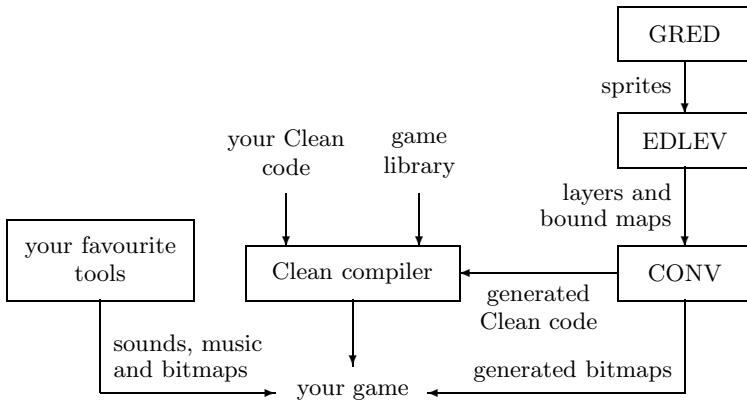 GRED
sprites
EDLEV
your Clean
code
game
library
layers and
bound maps
your favourite
tools
Clean compiler
CONV
generated
Clean code
sounds, music
and bitmaps
your game
generated bitmaps